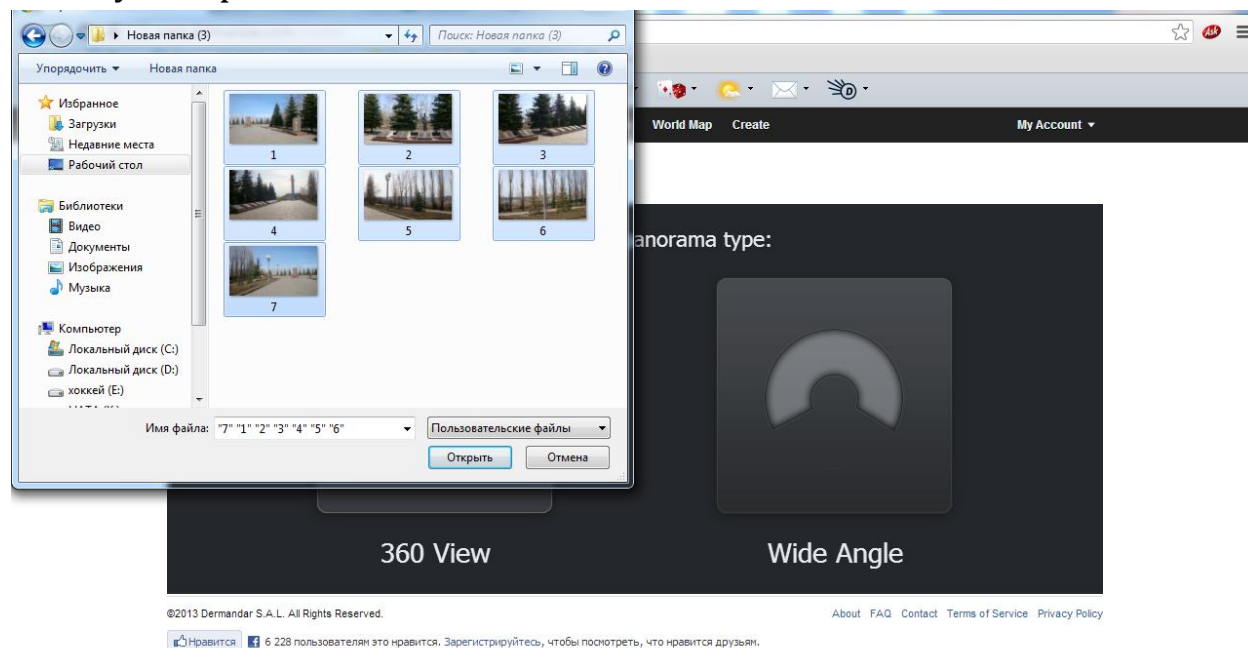 Новая папка (3)
Поиск: Новая папка (3)
Ask
Упорядочить
Новая папка
Избранное
Загрузки
Недавние места
Рабочий стол
Библиотеки
Видео
Документы
Изображения
Музыка
Компьютер
Локальный диск (C:)
Локальный диск (D:)
хоккей (E:)
1
2
3
4
5
6
7
Имя файла: "7" "1" "2" "3" "4" "5" "6"
Пользовательские файлы
Открыть
Отмена
World Map Create
My Account
anorama type:
360 View
Wide Angle
©2013 Dermandar S.A.L. All Rights Reserved.
About FAQ Contact Terms of Service Privacy Policy
Нравится 6 228 пользователям это нравится. Зарегистрируйтесь, чтобы посмотреть, что нравится друзьям.